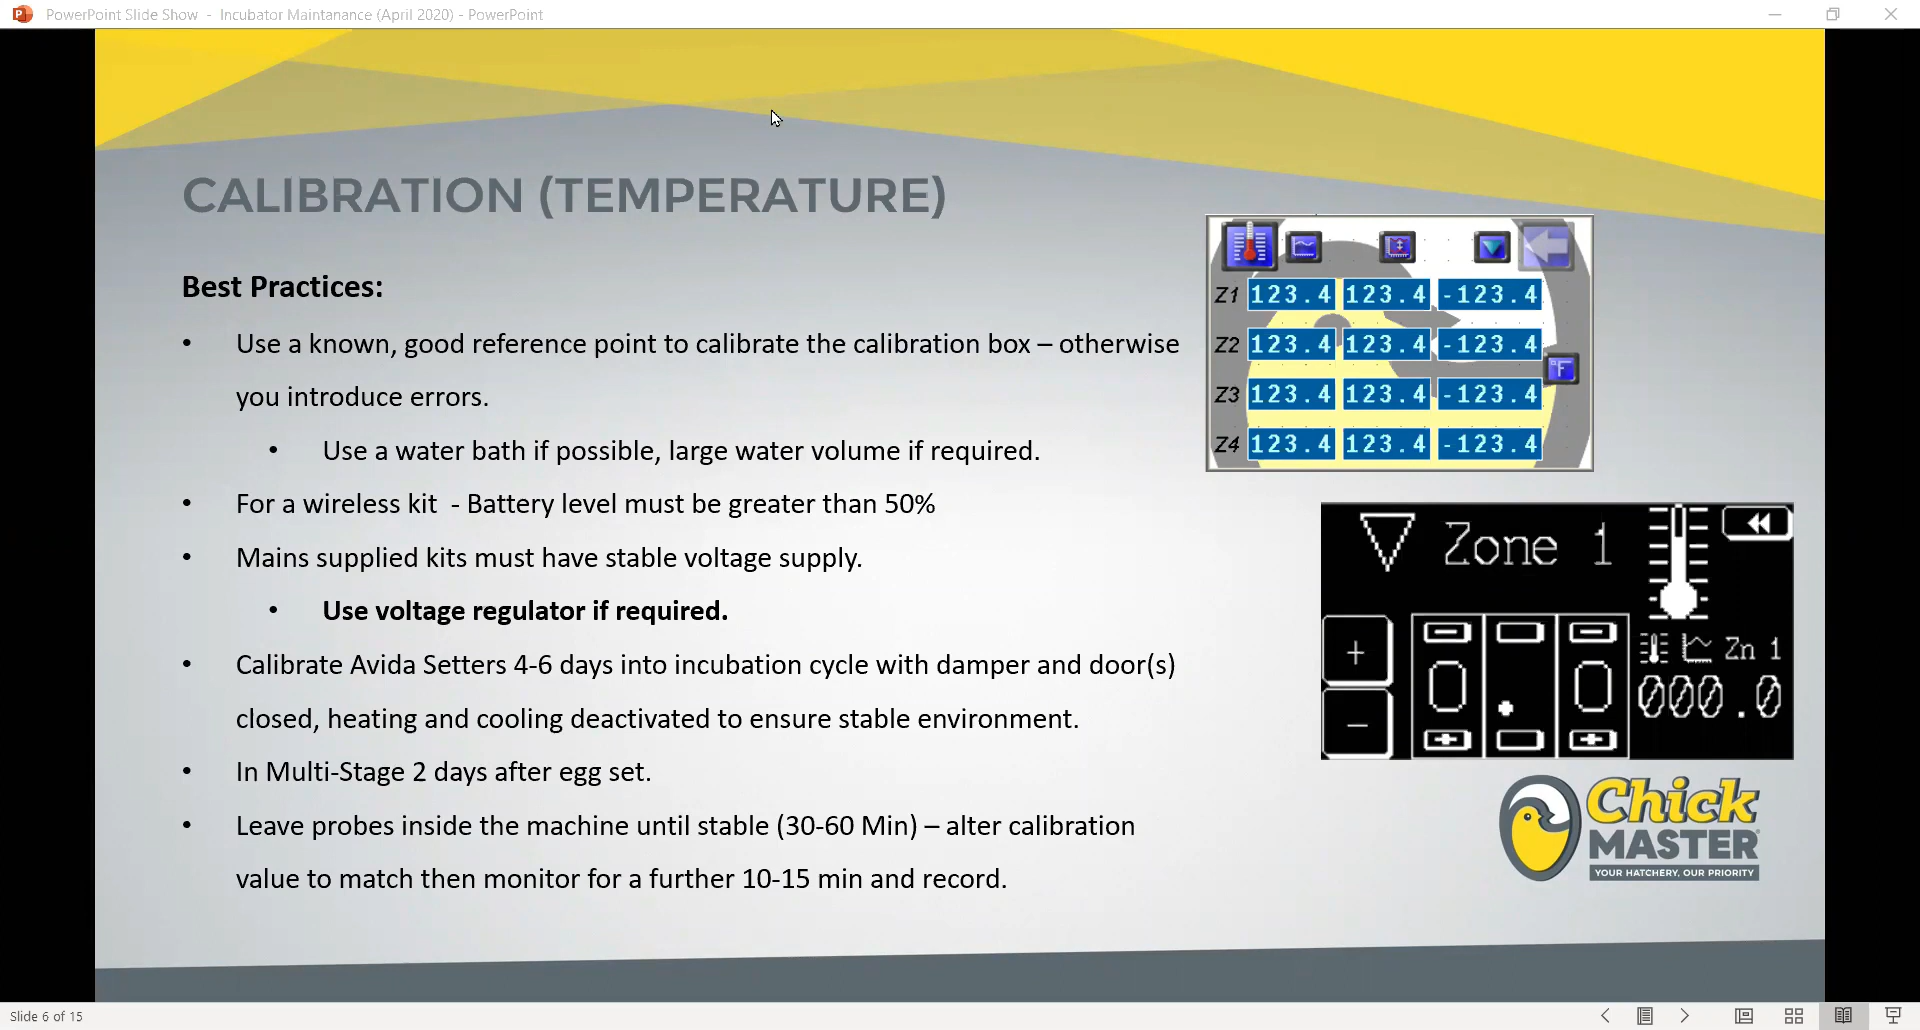 PowerPoint Slide Show - Incubator Maintanance (April 2020) - PowerPoint
CALIBRATION (TEMPERATURE)
Best Practices:
• Use a known, good reference point to calibrate the calibration box – otherwise
you introduce errors.
• Use a water bath if possible, large water volume if required.
• For a wireless kit - Battery level must be greater than 50%
• Mains supplied kits must have stable voltage supply.
• Use voltage regulator if required.
• Calibrate Avida Setters 4-6 days into incubation cycle with damper and door(s)
closed, heating and cooling deactivated to ensure stable environment.
• In Multi-Stage 2 days after egg set.
• Leave probes inside the machine until stable (30-60 Min) – alter calibration
value to match then monitor for a further 10-15 min and record.
Z1 123.4 123.4 -123.4
Z2 123.4 123.4 -123.4
°F
Z3 123.4 123.4 -123.4
Z4 123.4 123.4 -123.4
Zone 1
+ 0 . 0 Zn 1
- 000.0
Chick
MASTER
YOUR HATCHERY, OUR PRIORITY
Slide 6 of 15